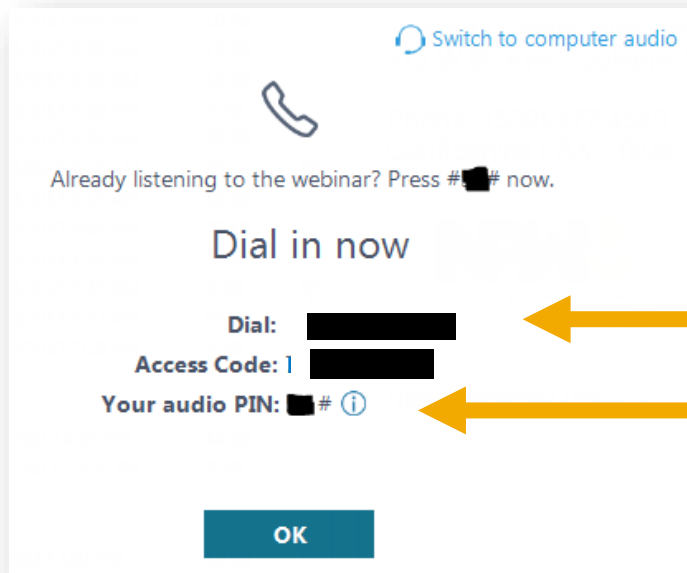 Switch to computer audio
Already listening to the webinar? Press # # now.
Dial in now
Dial:
Access Code: 1
Your audio PIN: #
OK